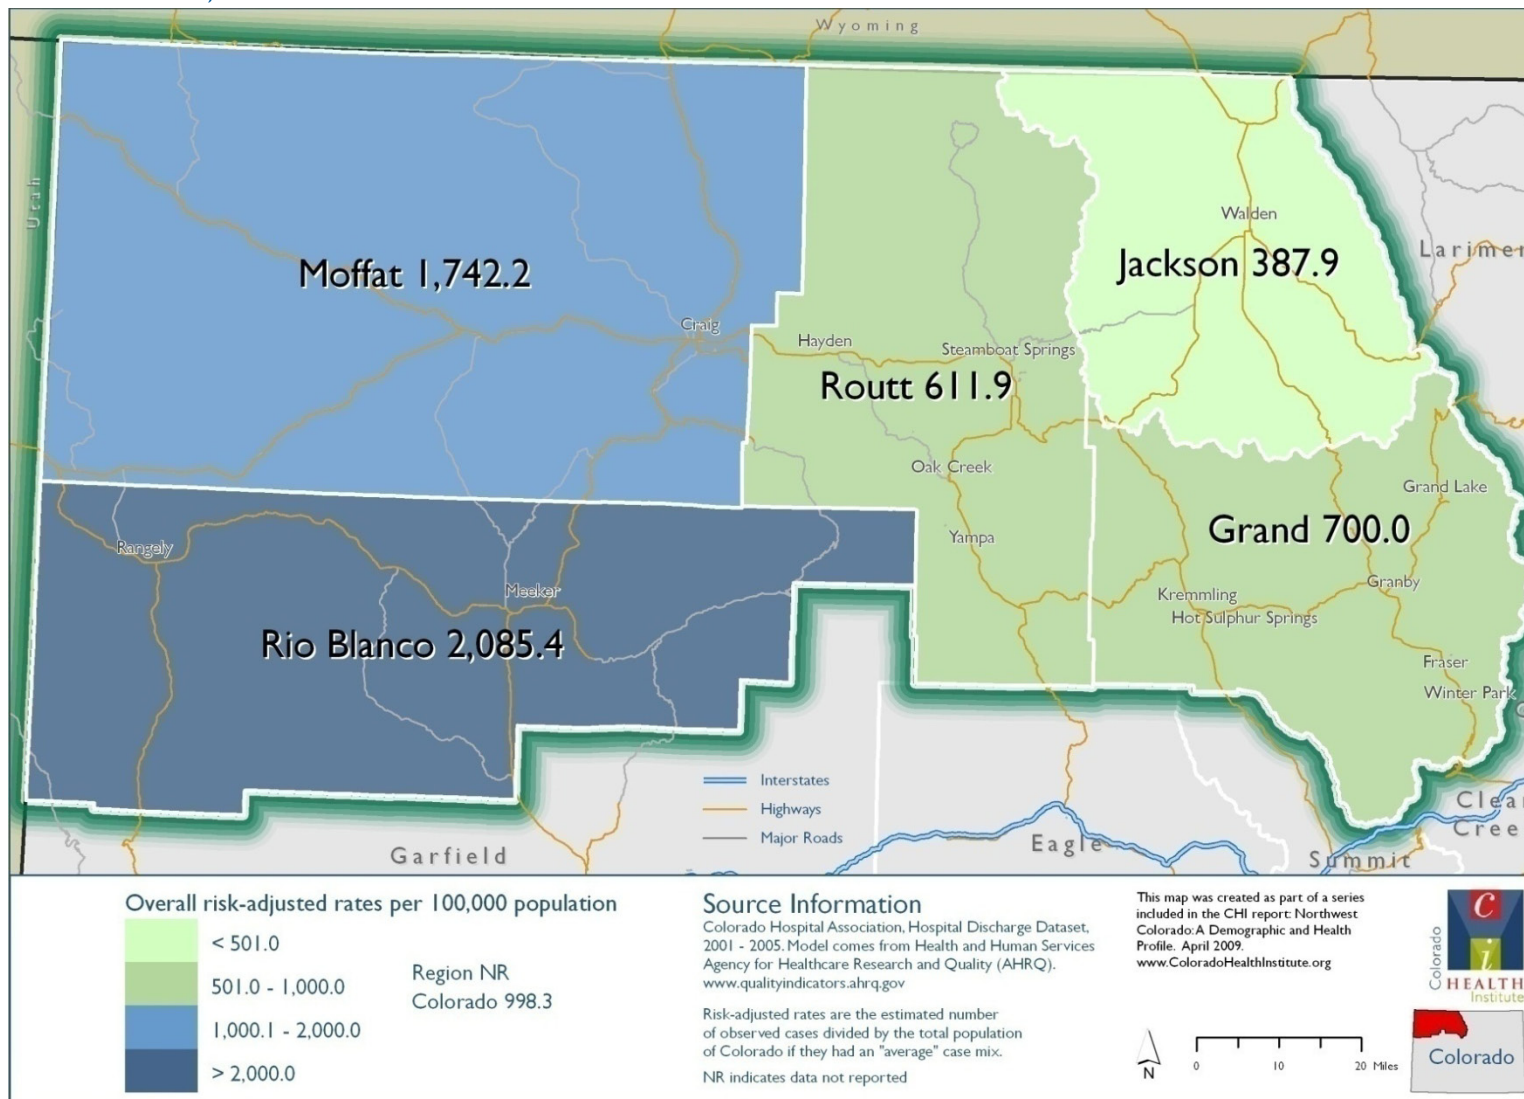 Wyoming
Utah
Walden
Larimer
Moffat 1,742.2
Jackson 387.9
Craig
Hayden
Steamboat Springs
Routt 611.9
Oak Creek
Grand Lake
Grand 700.0
Rangely
Yampa
Granby
Meeker
Kremmling
Hot Sulphur Springs
Rio Blanco 2,085.4
Fraser
Winter Park
Interstates
Highways
Major Roads
Clear
Creek
Garfield
Eagle
Summit
Overall risk-adjusted rates per 100,000 population
< 501.0
501.0 - 1,000.0
1,000.1 - 2,000.0
> 2,000.0
Region NR
Colorado 998.3
Source Information
Colorado Hospital Association, Hospital Discharge Dataset,
2001 - 2005. Model comes from Health and Human Services
Agency for Healthcare Research and Quality (AHRQ).
www.qualityindicators.ahrq.gov
Risk-adjusted rates are the estimated number
of observed cases divided by the total population
of Colorado if they had an "average" case mix.
NR indicates data not reported
This map was created as part of a series
included in the CHI report: Northwest
Colorado: A Demographic and Health
Profile. April 2009.
www.ColoradoHealthInstitute.org
C
i
Colorado
HEALTH
Institute
N
0 10 20 Miles
Colorado